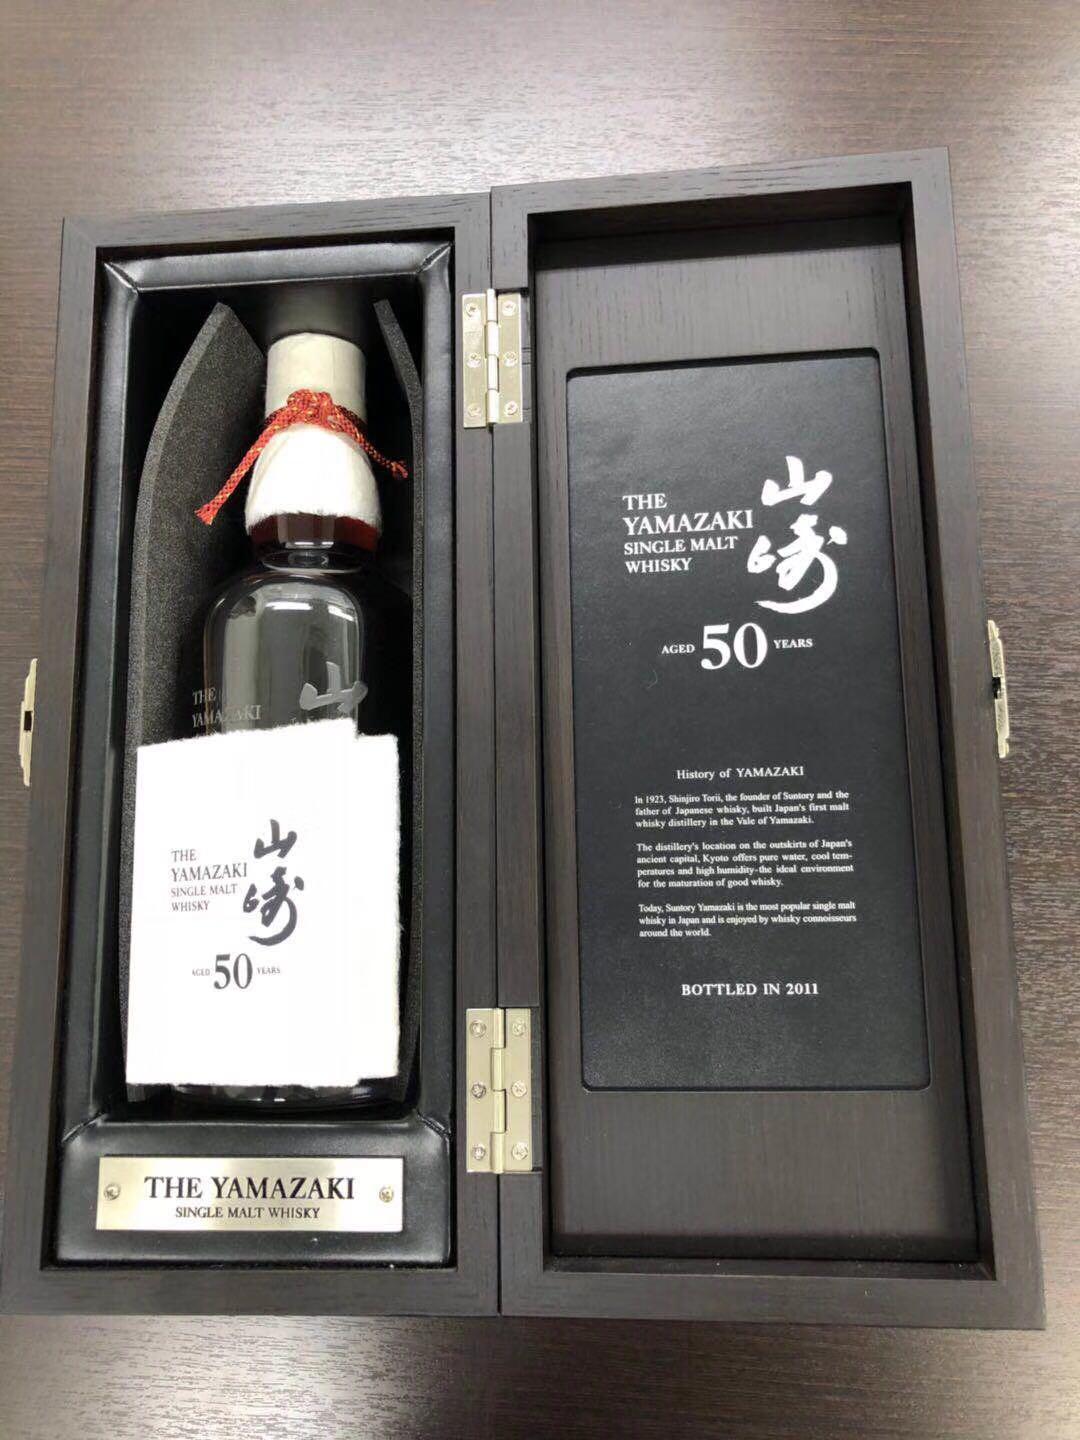 THE
YAMAZAKI
山
THE
YAMAZAKI
SINGLE MALT
WHISKY
山崎
AGED 50 YEARS
THE YAMAZAKI
SINGLE MALT WHISKY
THE
YAMAZAKI
SINGLE MALT
WHISKY
山崎
AGED 50 YEARS
History of YAMAZAKI
In 1923, Shinjiro Torii, the founder of Suntory and the
father of Japanese whisky, built Japan's first malt
whisky distillery in the Vale of Yamazaki.
The distillery's location on the outskirts of Japan's
ancient capital, Kyoto offers pure water, cool tem-
peratures and high humidity-the ideal environment
for the maturation of good whisky.
Today, Suntory Yamazaki is the most popular single malt
whisky in Japan and is enjoyed by whisky connoisseurs
around the world.
BOTTLED IN 2011